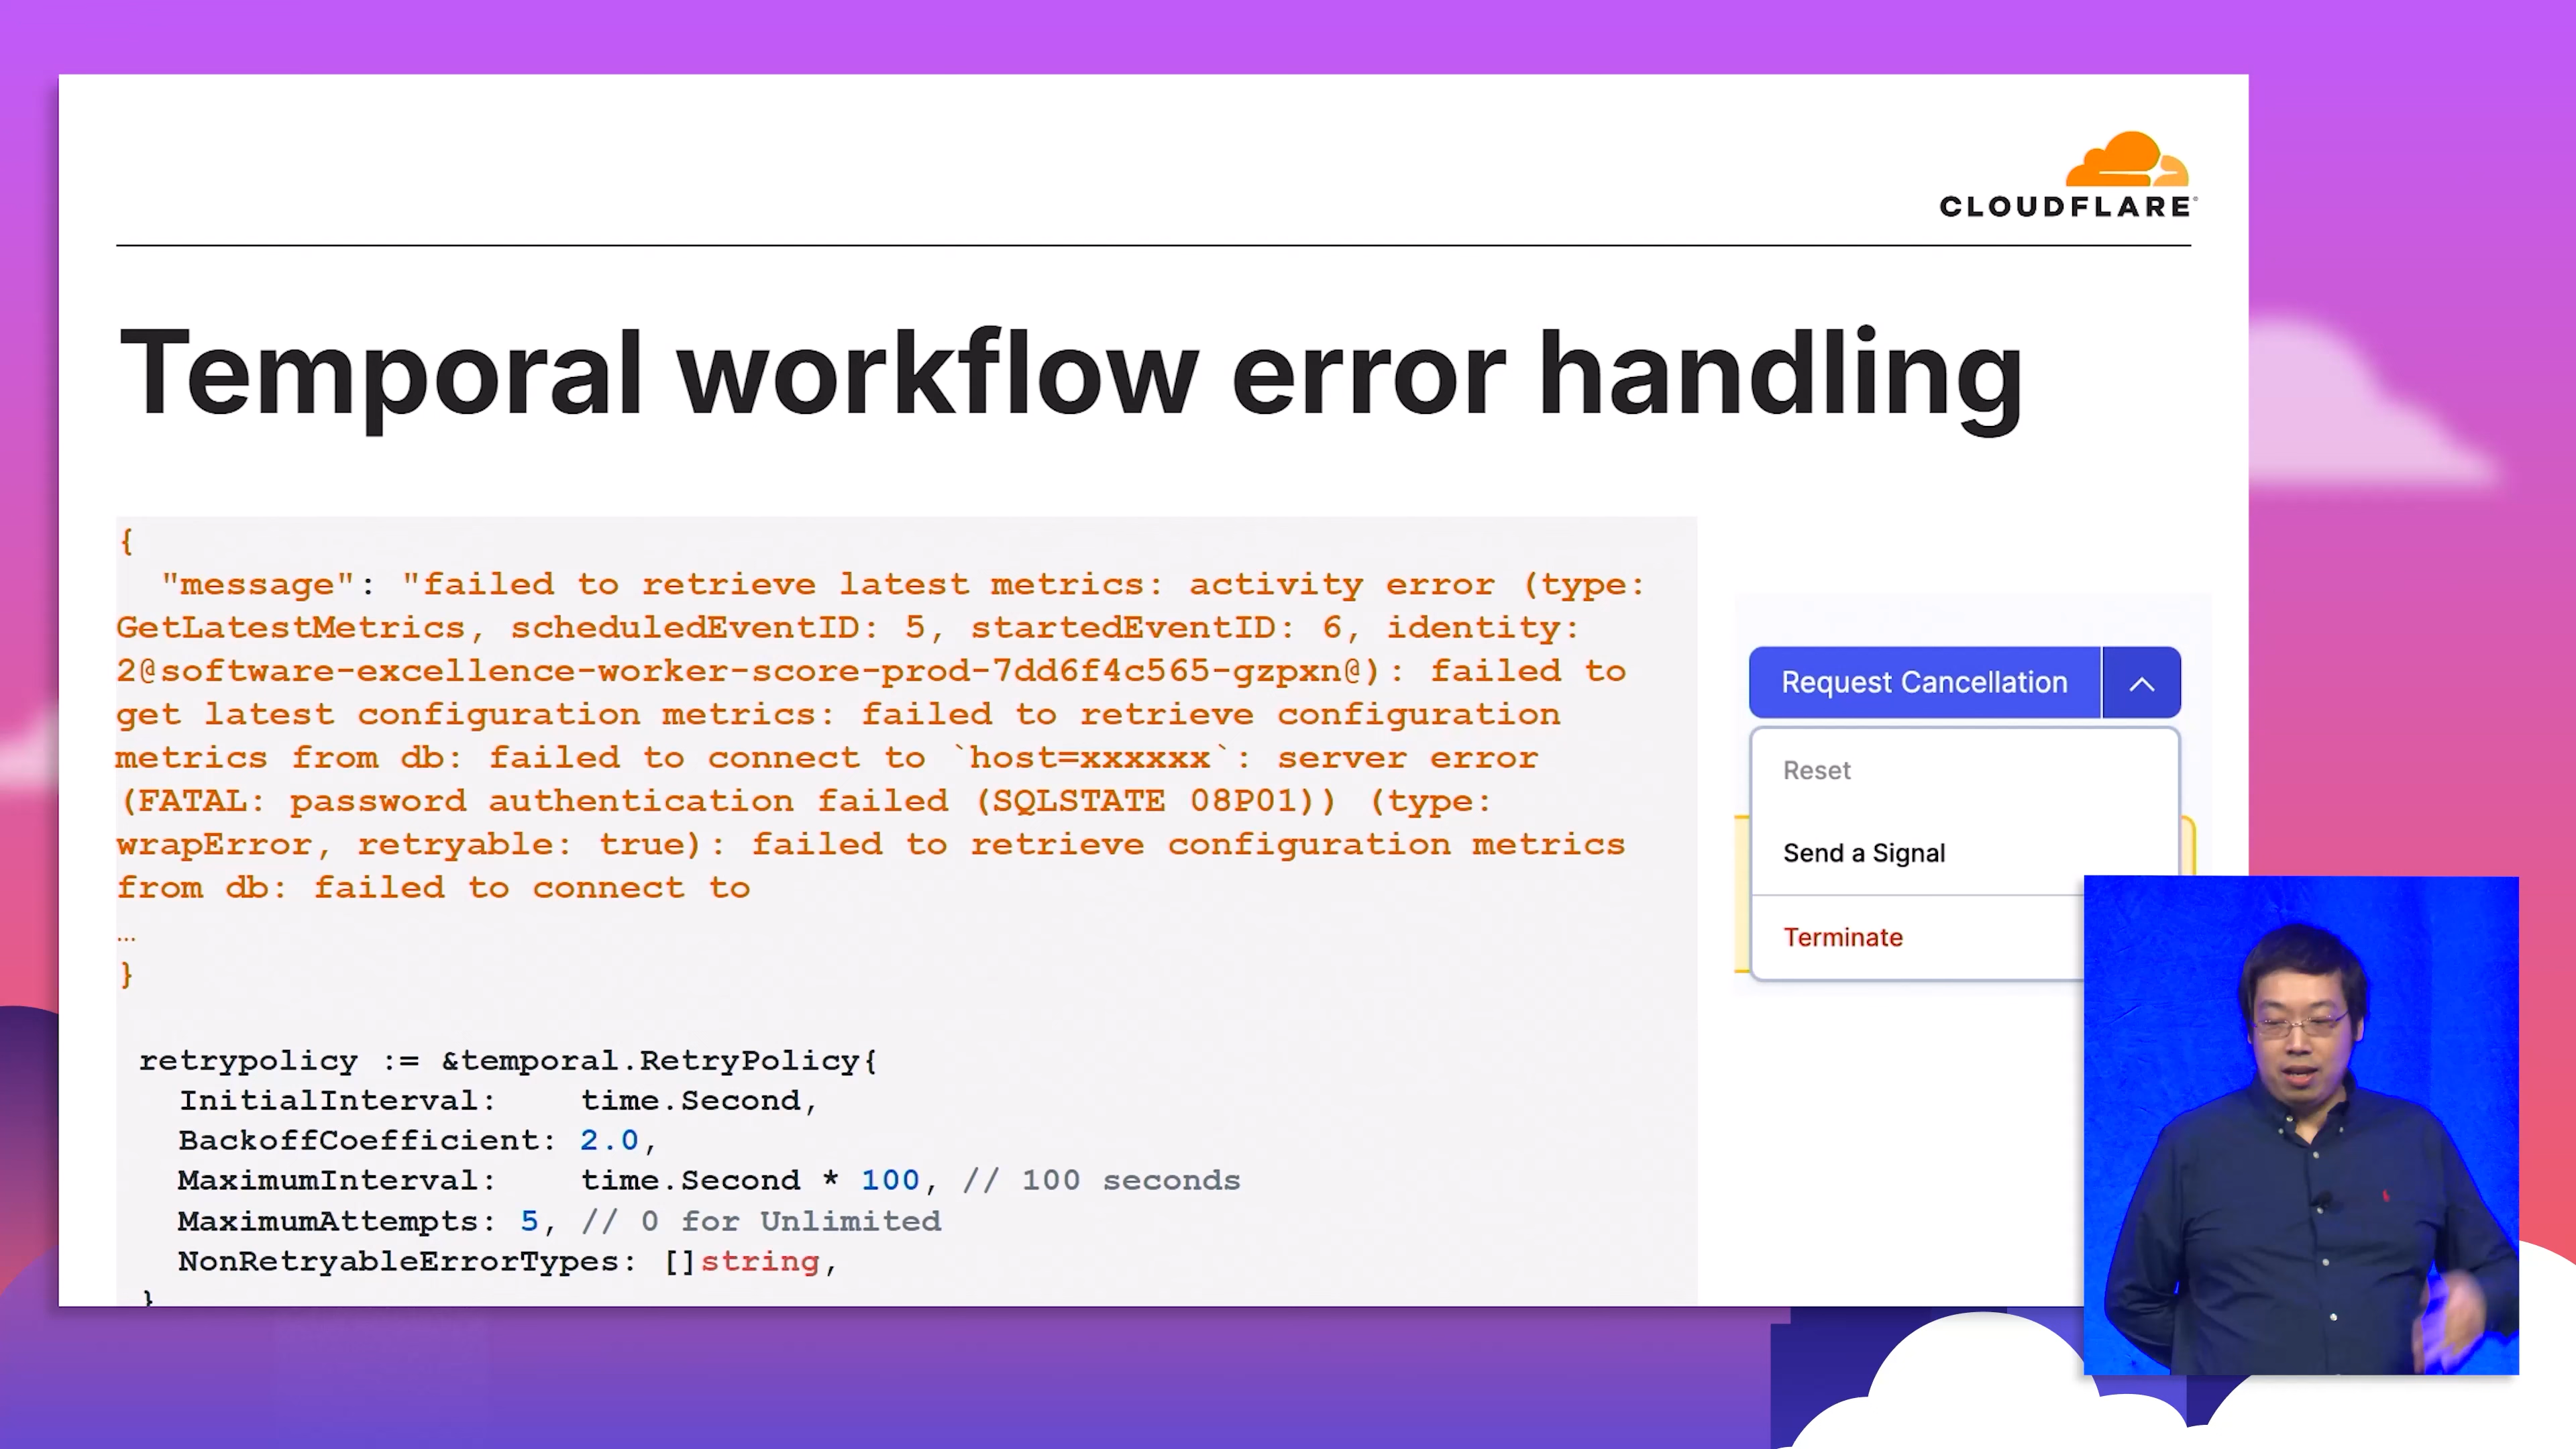 CLOUDFLARE
Temporal workflow error handling
{
"message": "failed to retrieve latest metrics: activity error (type:
GetLatestMetrics, scheduledEventID: 5, startedEventID: 6, identity:
2@software-excellence-worker-score-prod-7dd6f4c565-gzpxn@): failed to
get latest configuration metrics: failed to retrieve configuration
metrics from db: failed to connect to `host=xxxxxx`: server error
(FATAL: password authentication failed (SQLSTATE 08P01)) (type:
wrapError, retryable: true): failed to retrieve configuration metrics
from db: failed to connect to
…
}
retrypolicy := &temporal.RetryPolicy{
InitialInterval: time.Second,
BackoffCoefficient: 2.0,
MaximumInterval: time.Second * 100, // 100 seconds
MaximumAttempts: 5, // 0 for Unlimited
NonRetryableErrorTypes: []string,
}
Request Cancellation
Reset
Send a Signal
Terminate